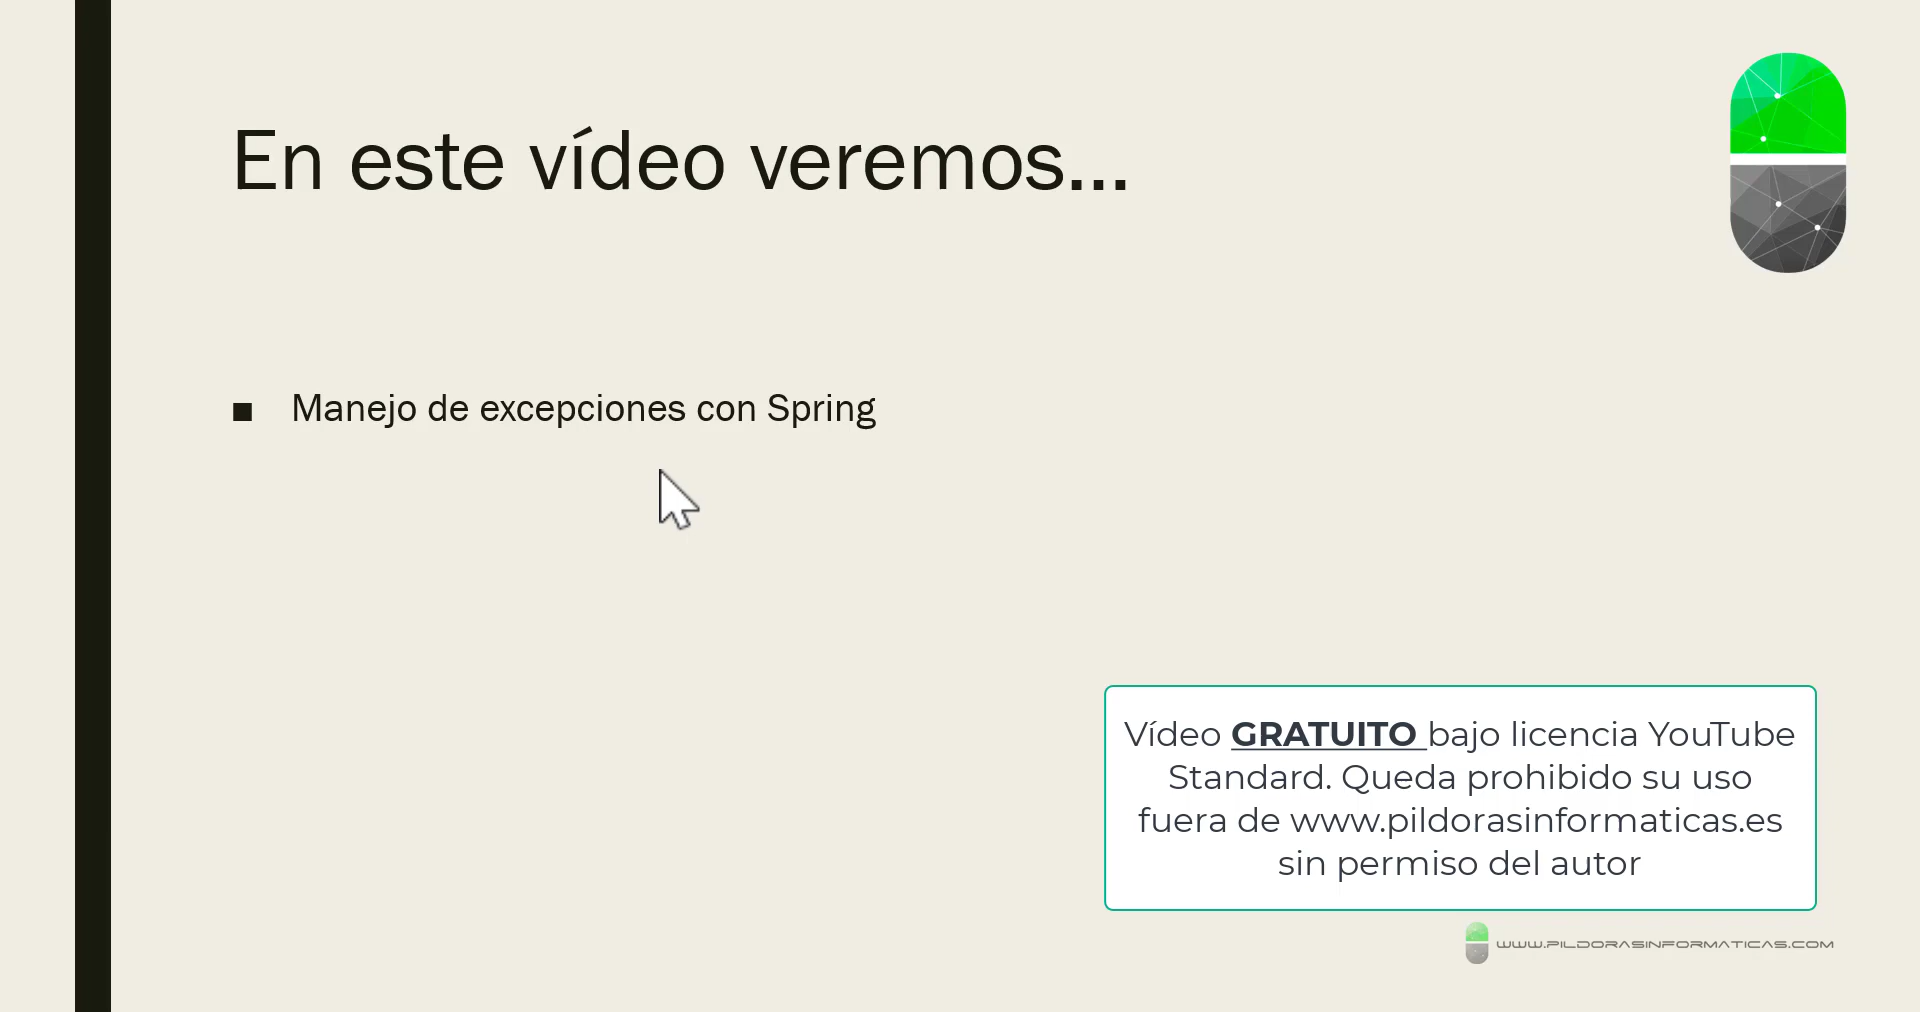 En este vídeo veremos...
■ Manejo de excepciones con Spring
Vídeo GRATUITO bajo licencia YouTube
Standard. Queda prohibido su uso
fuera de www.pildorasinformaticas.es
sin permiso del autor
WWW.PILDORASINFORMATICAS.COM